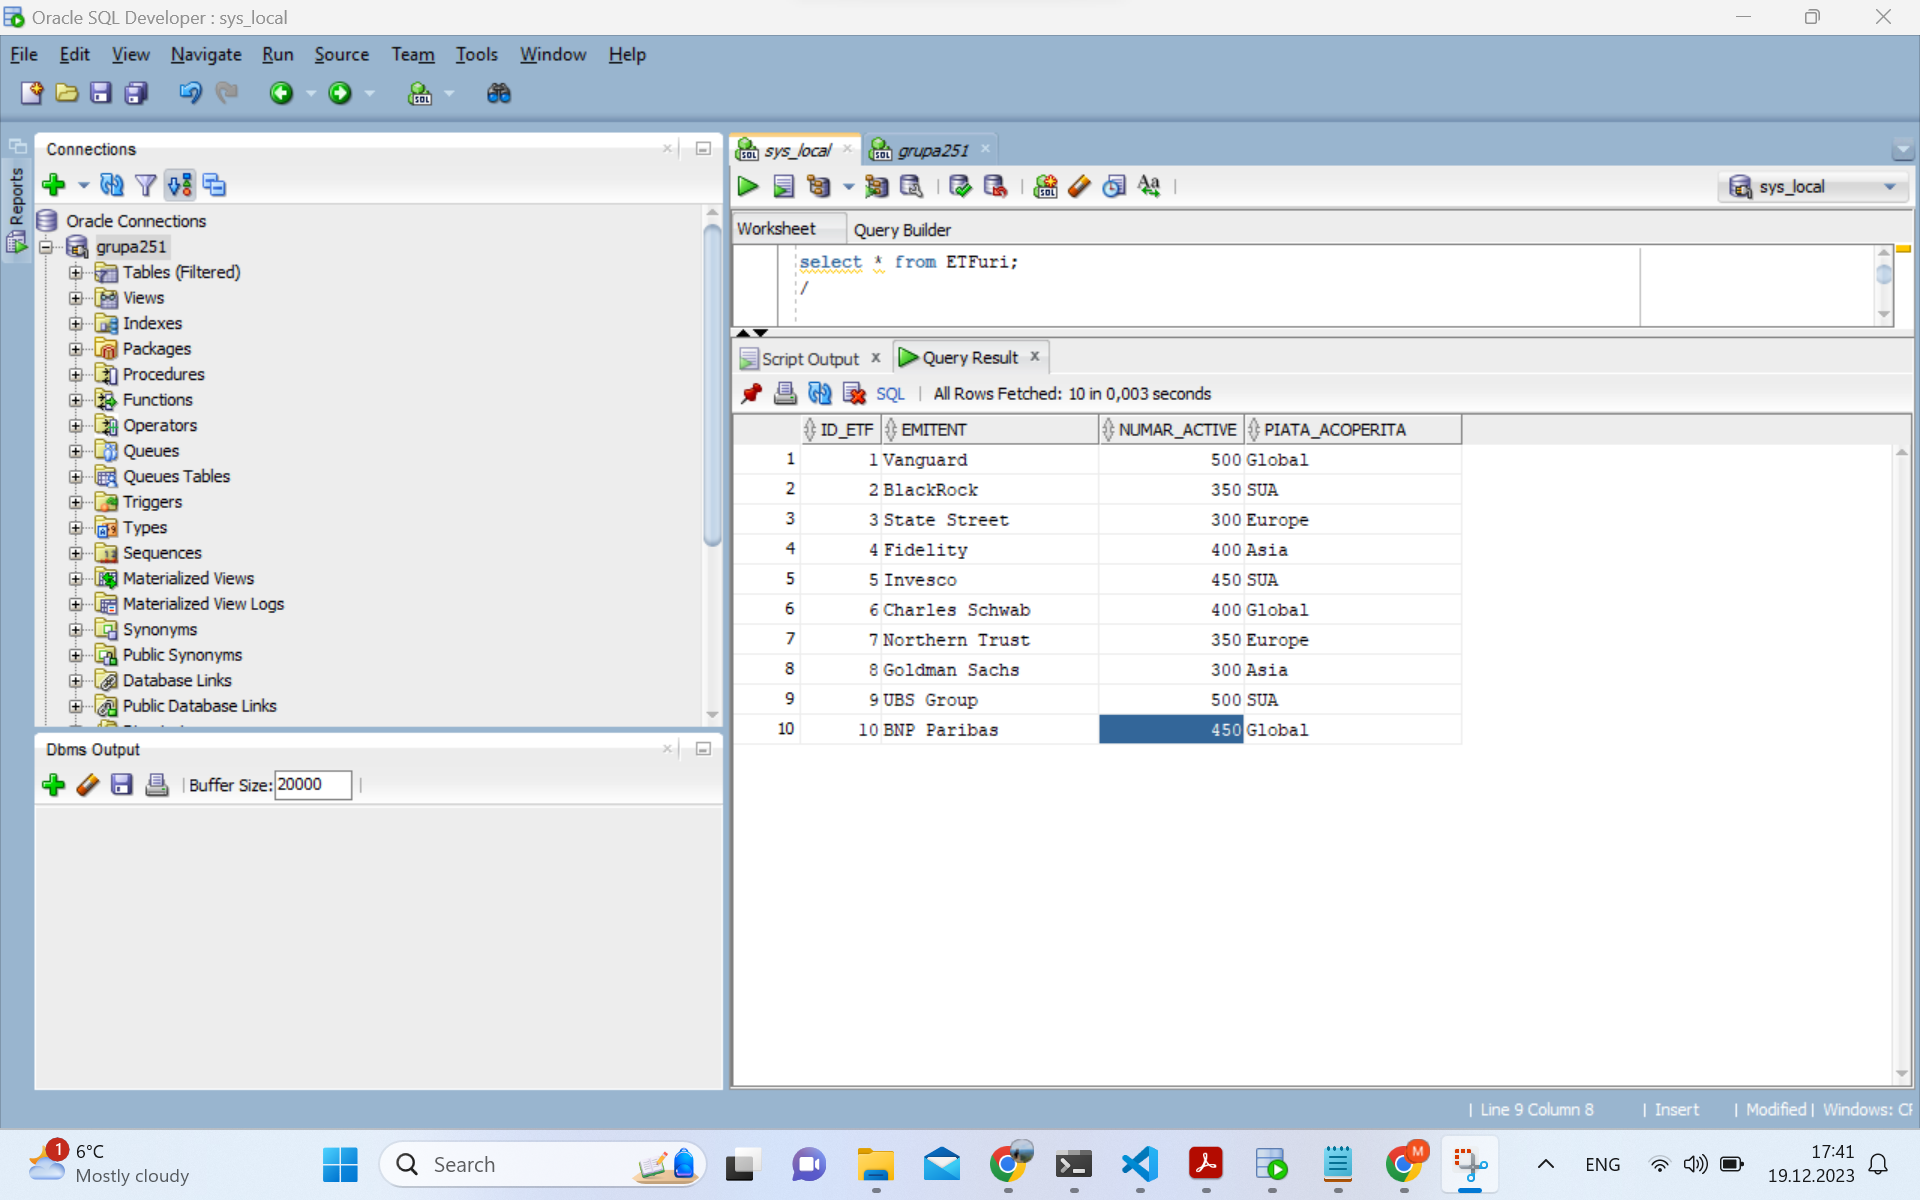 Oracle SQL Developer : sys_local
File Edit View Navigate Run Source Team Tools Window Help
Reports
Connections
Oracle Connections
grupa251
Tables (Filtered)
Views
Indexes
Packages
Procedures
Functions
Operators
Queues
Queues Tables
Triggers
Types
Sequences
Materialized Views
Materialized View Logs
Synonyms
Public Synonyms
Database Links
Public Database Links
Dbms Output
Buffer Size: 20000
sys_local grupa251
sys_local
Worksheet Query Builder
select * from ETFuri;
/
Script Output x Query Result x
SQL | All Rows Fetched: 10 in 0,003 seconds
ID_ETF EMITENT NUMAR_ACTIVE PIATA_ACOPERITA
1 1 Vanguard 500 Global
2 2 BlackRock 350 SUA
3 3 State Street 300 Europe
4 4 Fidelity 400 Asia
5 5 Invesco 450 SUA
6 6 Charles Schwab 400 Global
7 7 Northern Trust 350 Europe
8 8 Goldman Sachs 300 Asia
9 9 UBS Group 500 SUA
10 10 BNP Paribas 450 Global
| Line 9 Column 8 | Insert | Modified | Windows: CF
1 6°C
Mostly cloudy
Search
M
ENG
17:41
19.12.2023